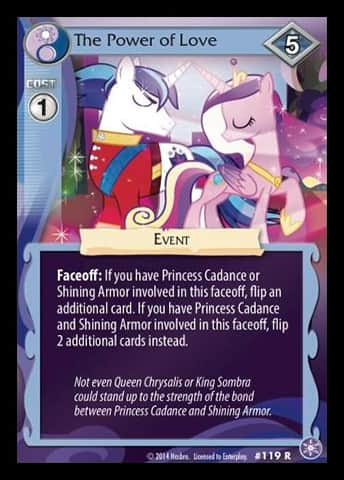 The Power of Love
5
COST
1
EVENT
Faceoff: If you have Princess Cadance or
Shining Armor involved in this faceoff, flip an
additional card. If you have Princess Cadance
and Shining Armor involved in this faceoff, flip
2 additional cards instead.
Not even Queen Chrysalis or King Sombra
could stand up to the strength of the bond
between Princess Cadance and Shining Armor.
© 2014 Hasbro. Licensed to Enterplay. #119 R